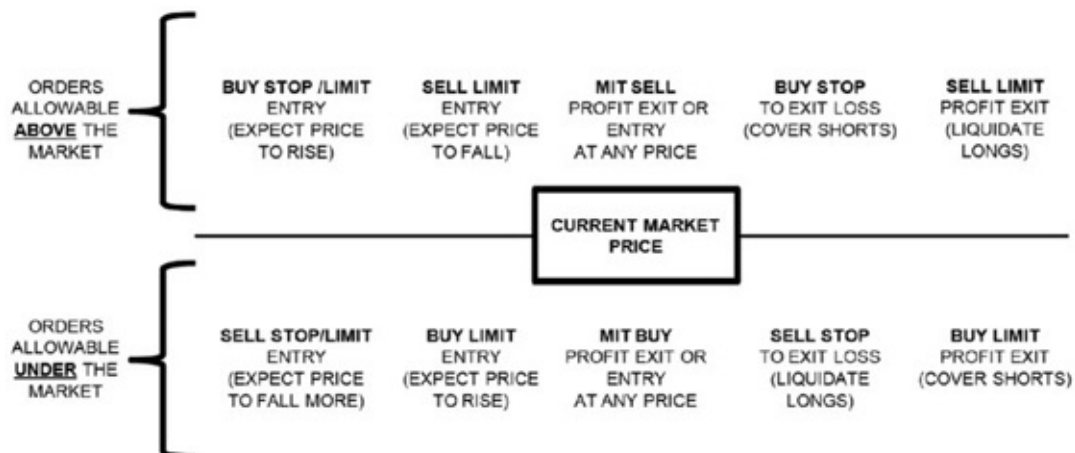 ORDERS
ALLOWABLE
ABOVE THE
MARKET
BUY STOP /LIMIT
ENTRY
(EXPECT PRICE
TO RISE)
SELL LIMIT
ENTRY
(EXPECT PRICE
TO FALL)
MIT SELL
PROFIT EXIT OR
ENTRY
AT ANY PRICE
BUY STOP
TO EXIT LOSS
(COVER SHORTS)
SELL LIMIT
PROFIT EXIT
(LIQUIDATE
LONGS)
CURRENT MARKET
PRICE
ORDERS
ALLOWABLE
UNDER THE
MARKET
SELL STOP/LIMIT
ENTRY
(EXPECT PRICE
TO FALL MORE)
BUY LIMIT
ENTRY
(EXPECT PRICE
TO RISE)
MIT BUY
PROFIT EXIT OR
ENTRY
AT ANY PRICE
SELL STOP
TO EXIT LOSS
(LIQUIDATE
LONGS)
BUY LIMIT
PROFIT EXIT
(COVER SHORTS)